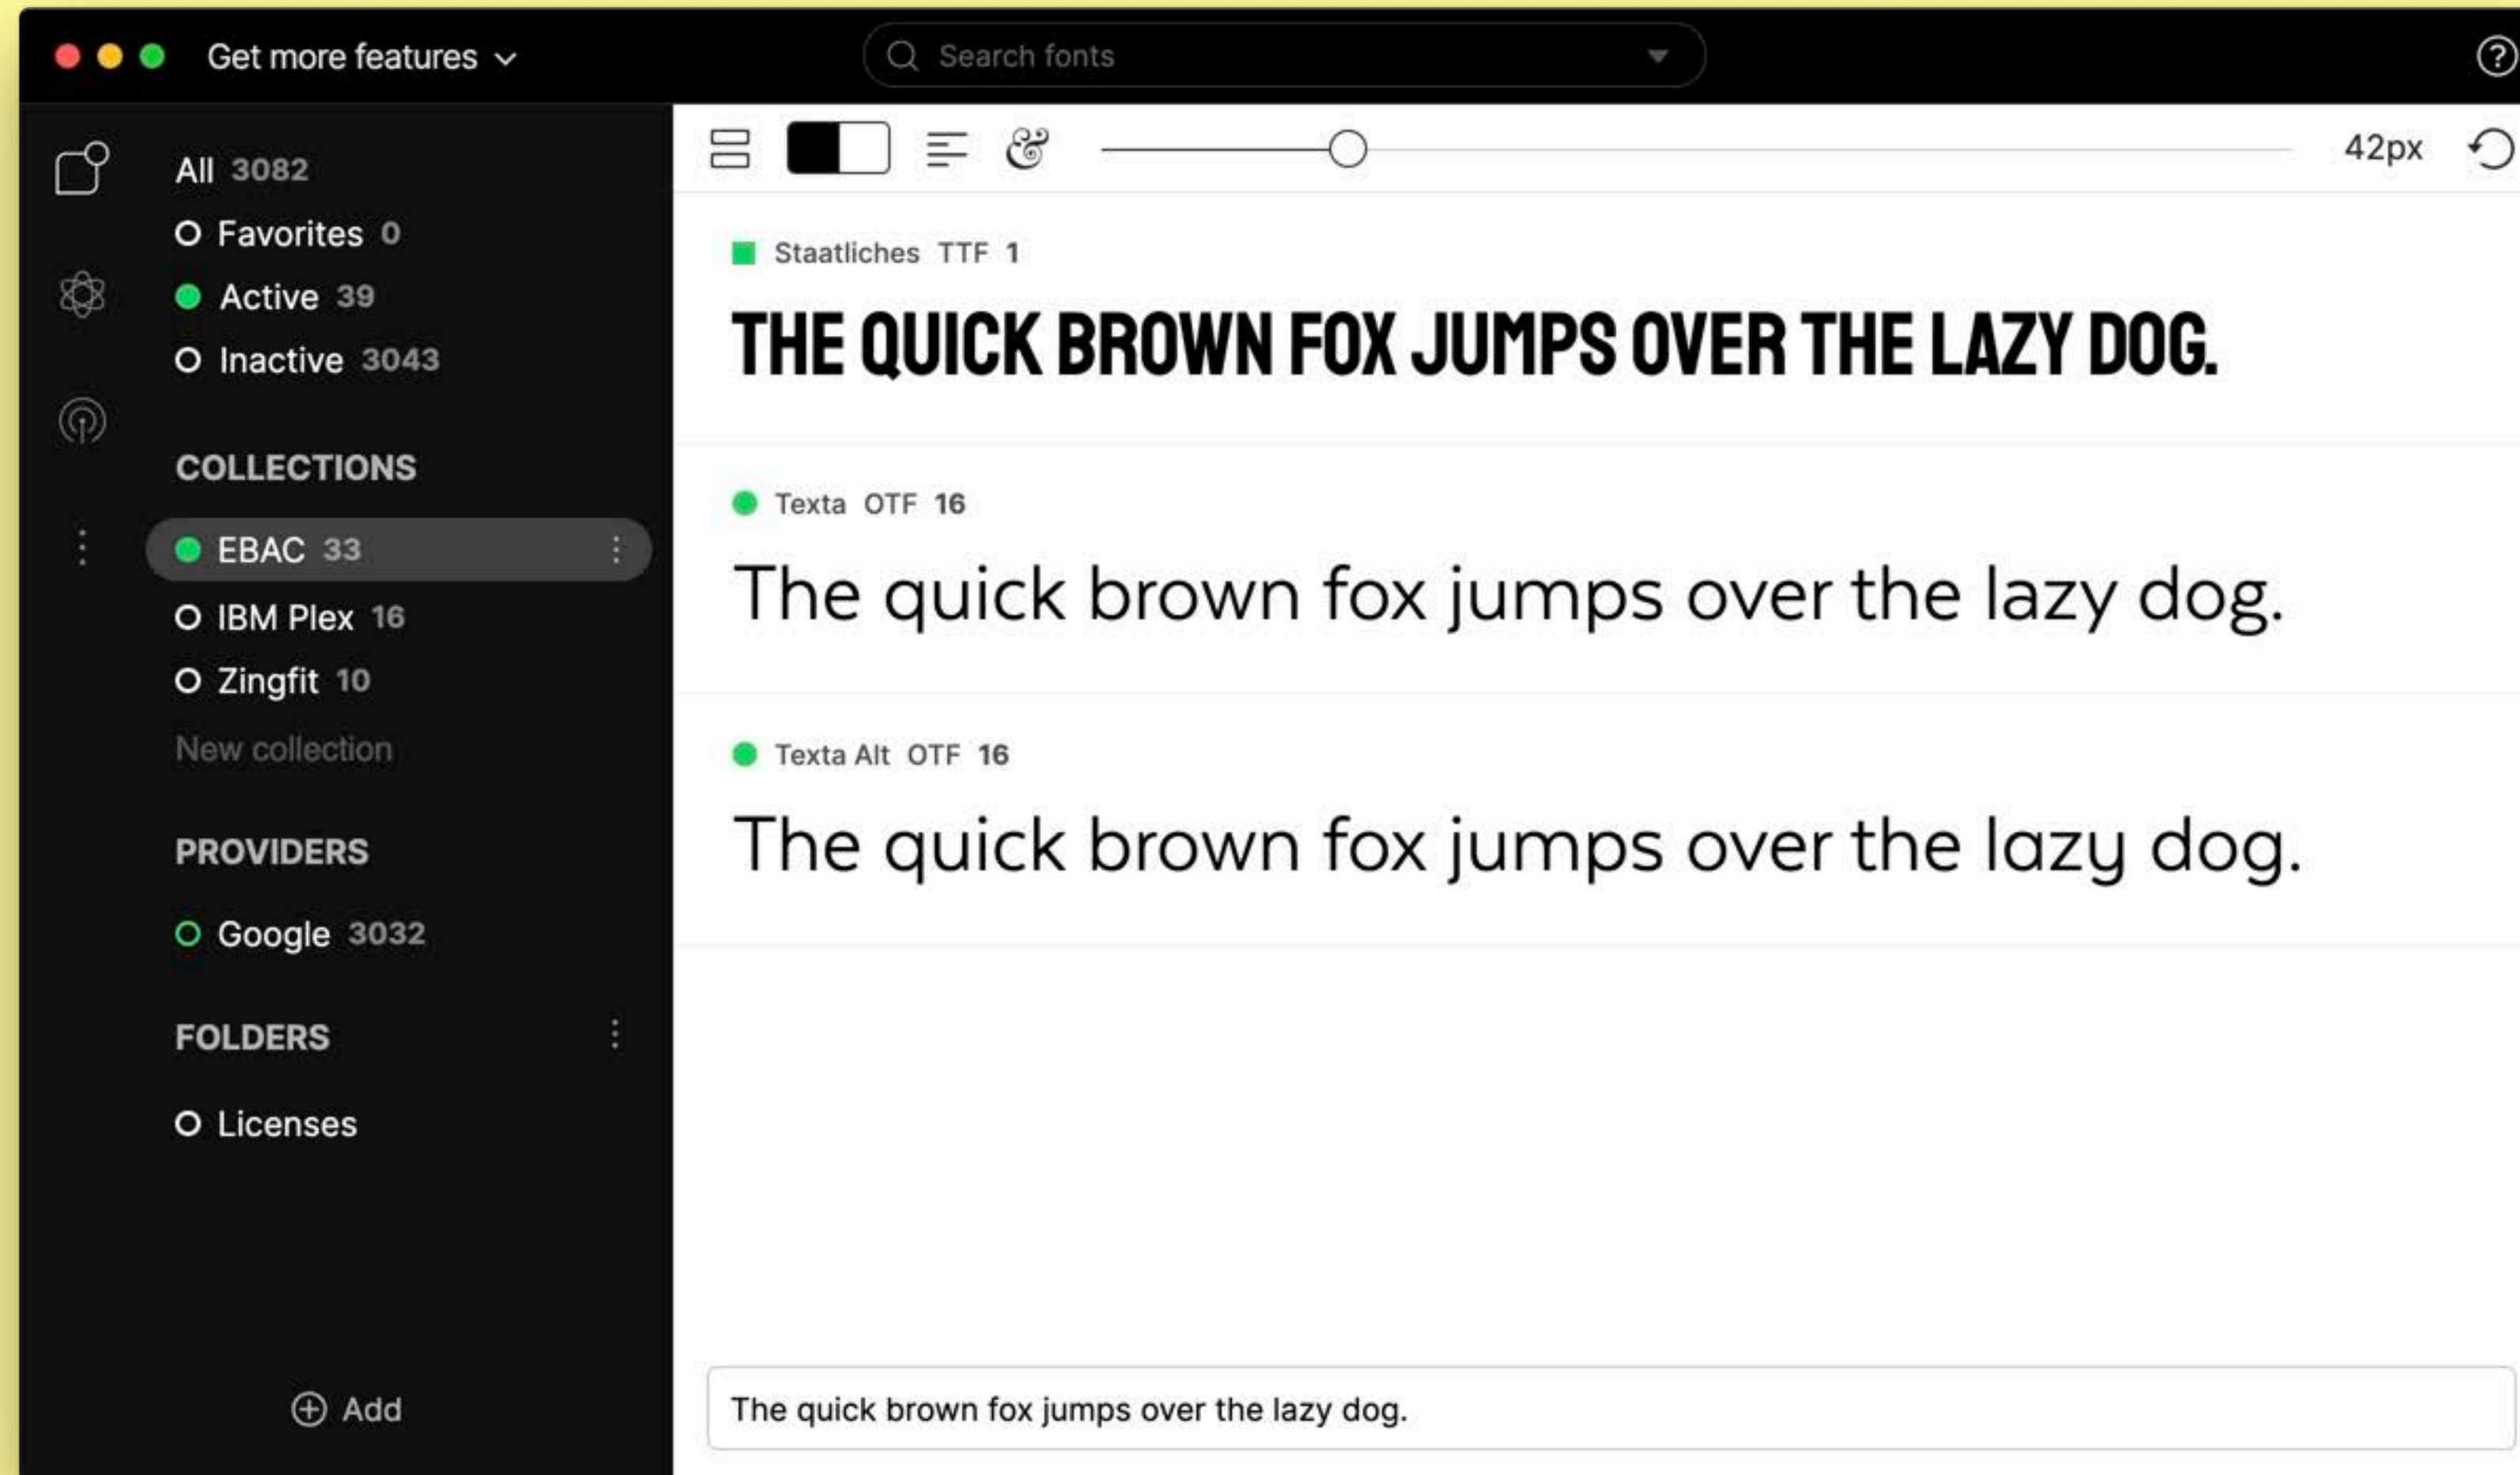 Get more features
Search fonts
All 3082
Favorites 0
Active 39
Inactive 3043
COLLECTIONS
EBAC 33
IBM Plex 16
Zingfit 10
New collection
PROVIDERS
Google 3032
FOLDERS
Licenses
Add
& 42px
Staatliches TTF 1
THE QUICK BROWN FOX JUMPS OVER THE LAZY DOG.
Texta OTF 16
The quick brown fox jumps over the lazy dog.
Texta Alt OTF 16
The quick brown fox jumps over the lazy dog.
The quick brown fox jumps over the lazy dog.